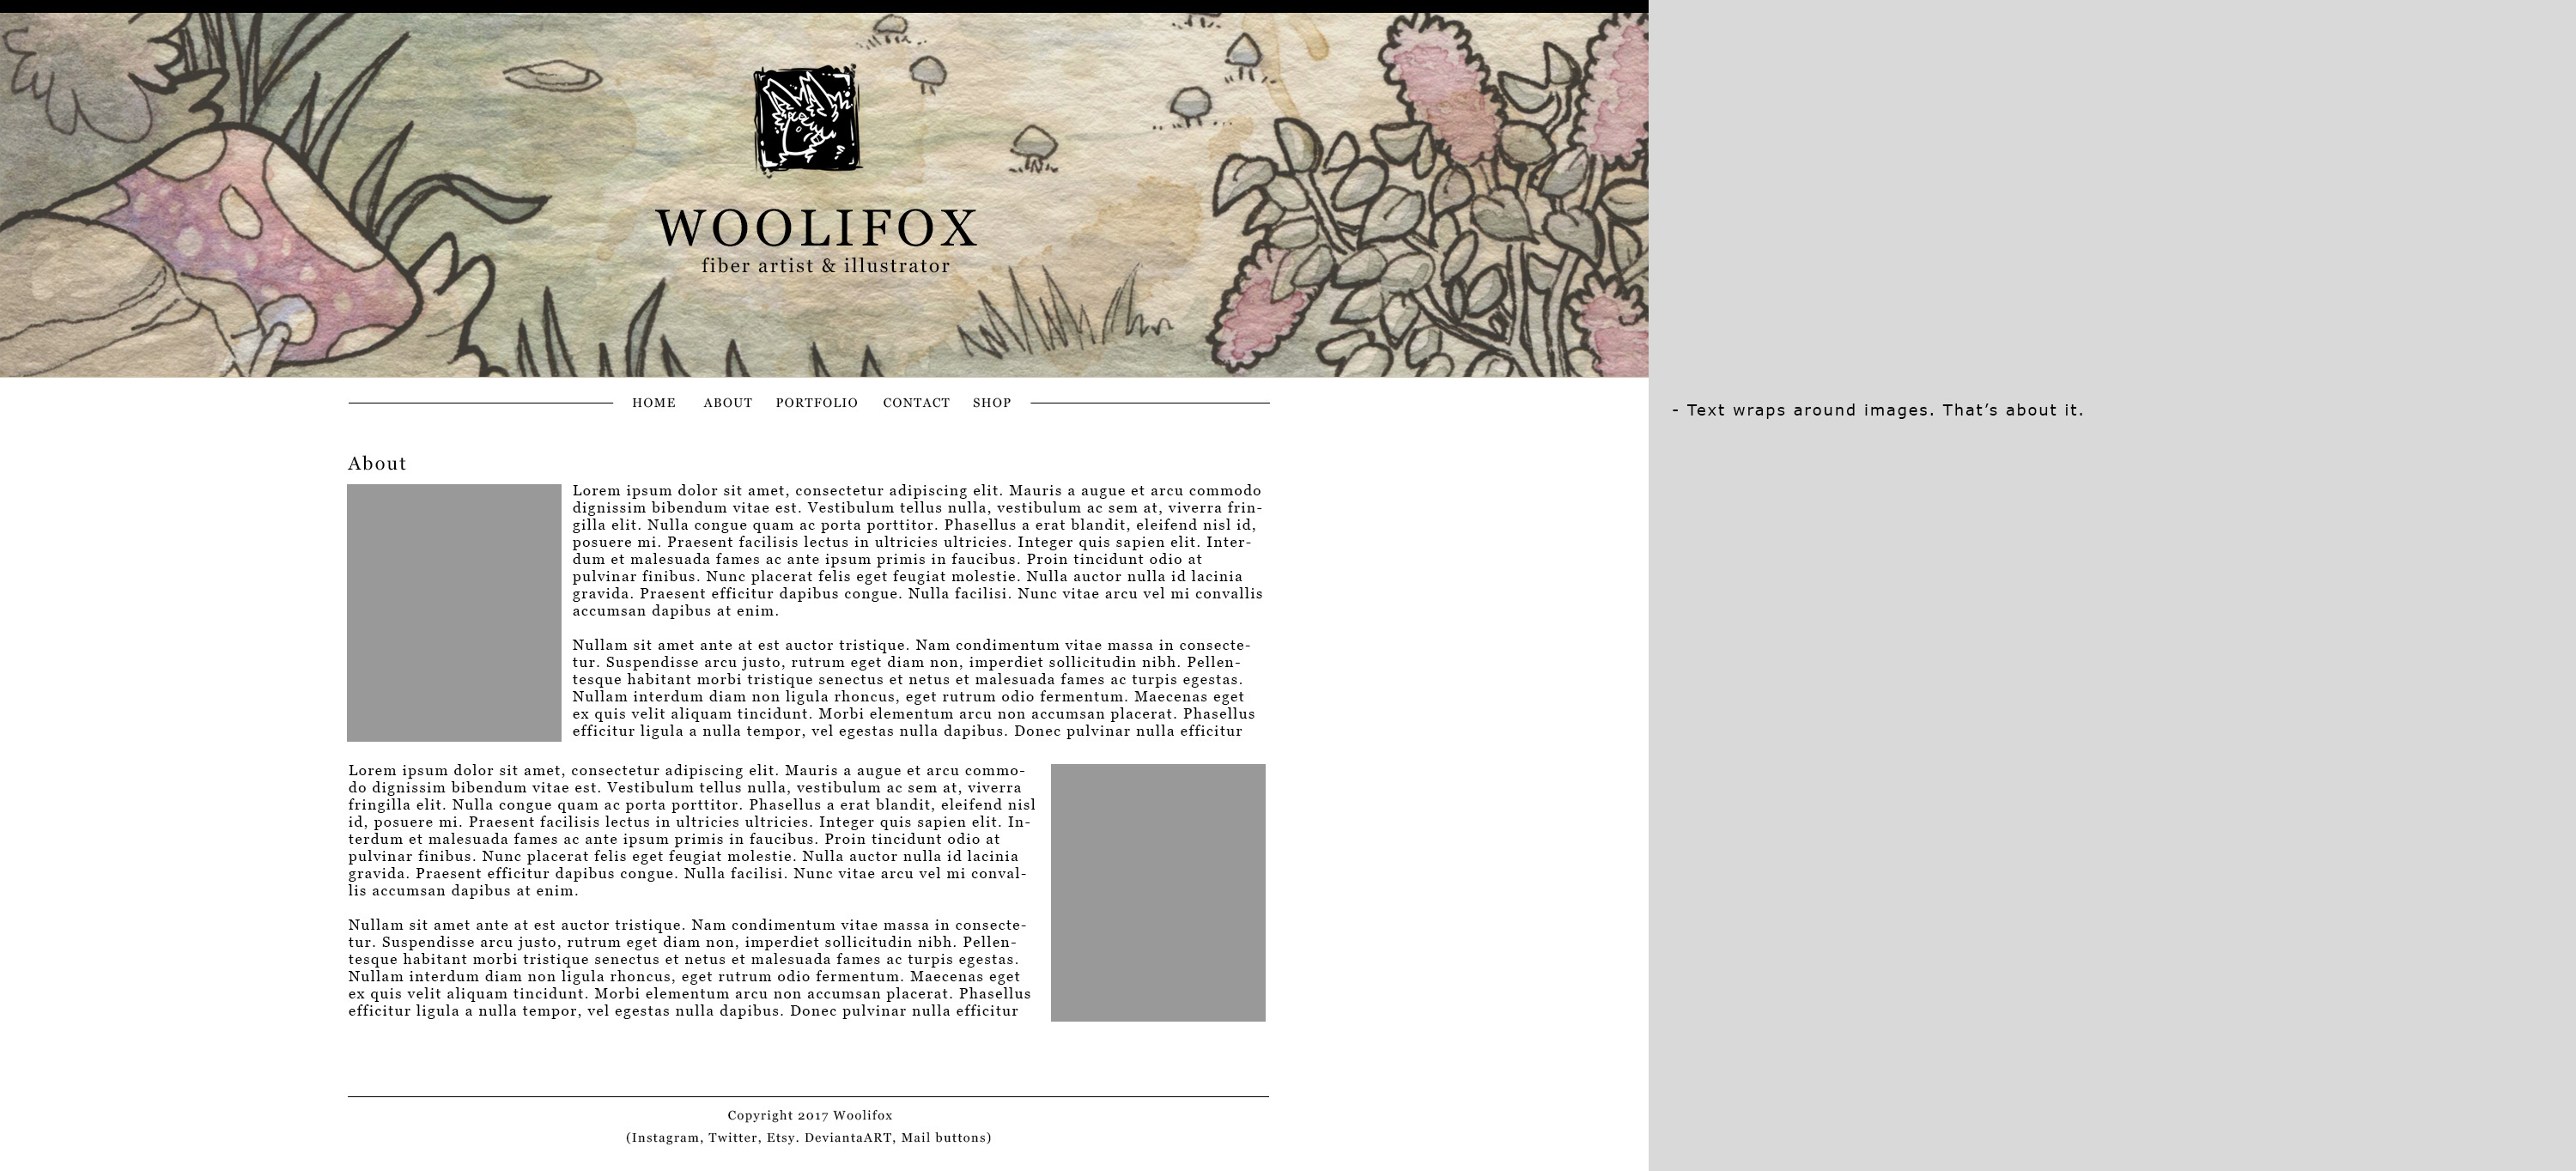 WOOLIFOX
fiber artist & illustrator
HOME ABOUT PORTFOLIO CONTACT SHOP
- Text wraps around images. That’s about it.
About
Lorem ipsum dolor sit amet, consectetur adipiscing elit. Mauris a augue et arcu commodo
dignissim bibendum vitae est. Vestibulum tellus nulla, vestibulum ac sem at, viverra frin-
gilla elit. Nulla congue quam ac porta porttitor. Phasellus a erat blandit, eleifend nisl id,
posuere mi. Praesent facilisis lectus in ultricies ultricies. Integer quis sapien elit. Inter-
dum et malesuada fames ac ante ipsum primis in faucibus. Proin tincidunt odio at
pulvinar finibus. Nunc placerat felis eget feugiat molestie. Nulla auctor nulla id lacinia
gravida. Praesent efficitur dapibus congue. Nulla facilisi. Nunc vitae arcu vel mi convallis
accumsan dapibus at enim.
Nullam sit amet ante at est auctor tristique. Nam condimentum vitae massa in consecte-
tur. Suspendisse arcu justo, rutrum eget diam non, imperdiet sollicitudin nibh. Pellen-
tesque habitant morbi tristique senectus et netus et malesuada fames ac turpis egestas.
Nullam interdum diam non ligula rhoncus, eget rutrum odio fermentum. Maecenas eget
ex quis velit aliquam tincidunt. Morbi elementum arcu non accumsan placerat. Phasellus
efficitur ligula a nulla tempor, vel egestas nulla dapibus. Donec pulvinar nulla efficitur
Lorem ipsum dolor sit amet, consectetur adipiscing elit. Mauris a augue et arcu commo-
do dignissim bibendum vitae est. Vestibulum tellus nulla, vestibulum ac sem at, viverra
fringilla elit. Nulla congue quam ac porta porttitor. Phasellus a erat blandit, eleifend nisl
id, posuere mi. Praesent facilisis lectus in ultricies ultricies. Integer quis sapien elit. In-
terdum et malesuada fames ac ante ipsum primis in faucibus. Proin tincidunt odio at
pulvinar finibus. Nunc placerat felis eget feugiat molestie. Nulla auctor nulla id lacinia
gravida. Praesent efficitur dapibus congue. Nulla facilisi. Nunc vitae arcu vel mi conval-
lis accumsan dapibus at enim.
Nullam sit amet ante at est auctor tristique. Nam condimentum vitae massa in consecte-
tur. Suspendisse arcu justo, rutrum eget diam non, imperdiet sollicitudin nibh. Pellen-
tesque habitant morbi tristique senectus et netus et malesuada fames ac turpis egestas.
Nullam interdum diam non ligula rhoncus, eget rutrum odio fermentum. Maecenas eget
ex quis velit aliquam tincidunt. Morbi elementum arcu non accumsan placerat. Phasellus
efficitur ligula a nulla tempor, vel egestas nulla dapibus. Donec pulvinar nulla efficitur
Copyright 2017 Woolifox
(Instagram, Twitter, Etsy. DeviantaART, Mail buttons)